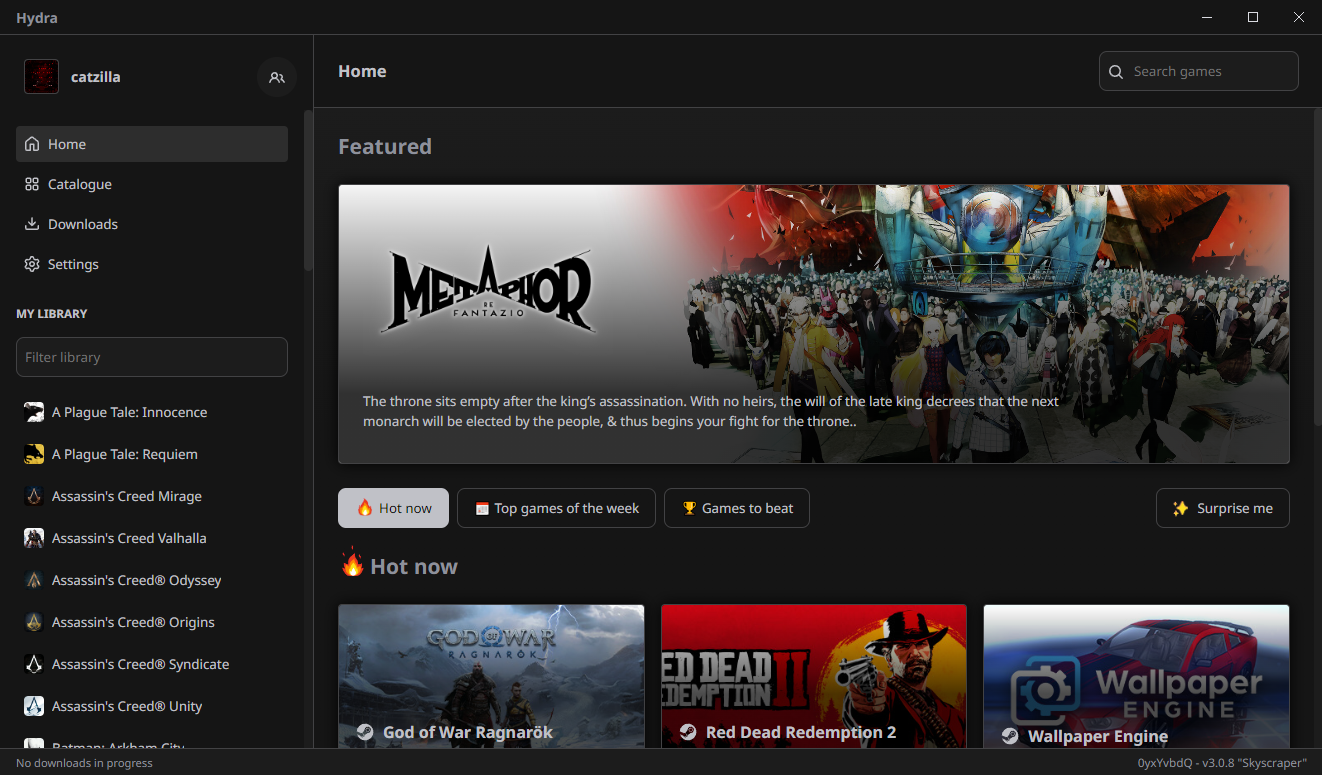 Hydra
catzilla
Home
Catalogue
Downloads
Settings
MY LIBRARY
Filter library
A Plague Tale: Innocence
A Plague Tale: Requiem
Assassin's Creed Mirage
Assassin's Creed Valhalla
Assassin's Creed® Odyssey
Assassin's Creed® Origins
Assassin's Creed® Syndicate
Assassin's Creed® Unity
Batman: Arkham City
Home
Search games
Featured
METAPHOR
RE
FANTAZIO
The throne sits empty after the king's assassination. With no heirs, the will of the late king decrees that the next
monarch will be elected by the people, & thus begins your fight for the throne..
Hot now
Top games of the week
Games to beat
Surprise me
Hot now
GOD OF WAR
RAGNARÖK
God of War Ragnarök
RED DEAD
REDEMPTION II
Red Dead Redemption 2
Wallpaper
ENGINE
Wallpaper Engine
No downloads in progress
0yxYvbdQ - v3.0.8 "Skyscraper"